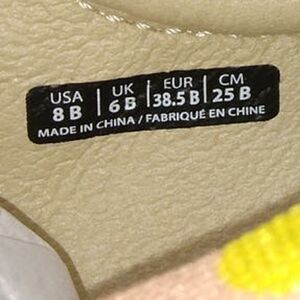 USA | UK | EUR | CM
8 B | 6 B | 38.5 B | 25 B
MADE IN CHINA / FABRIQUÉ EN CHINE